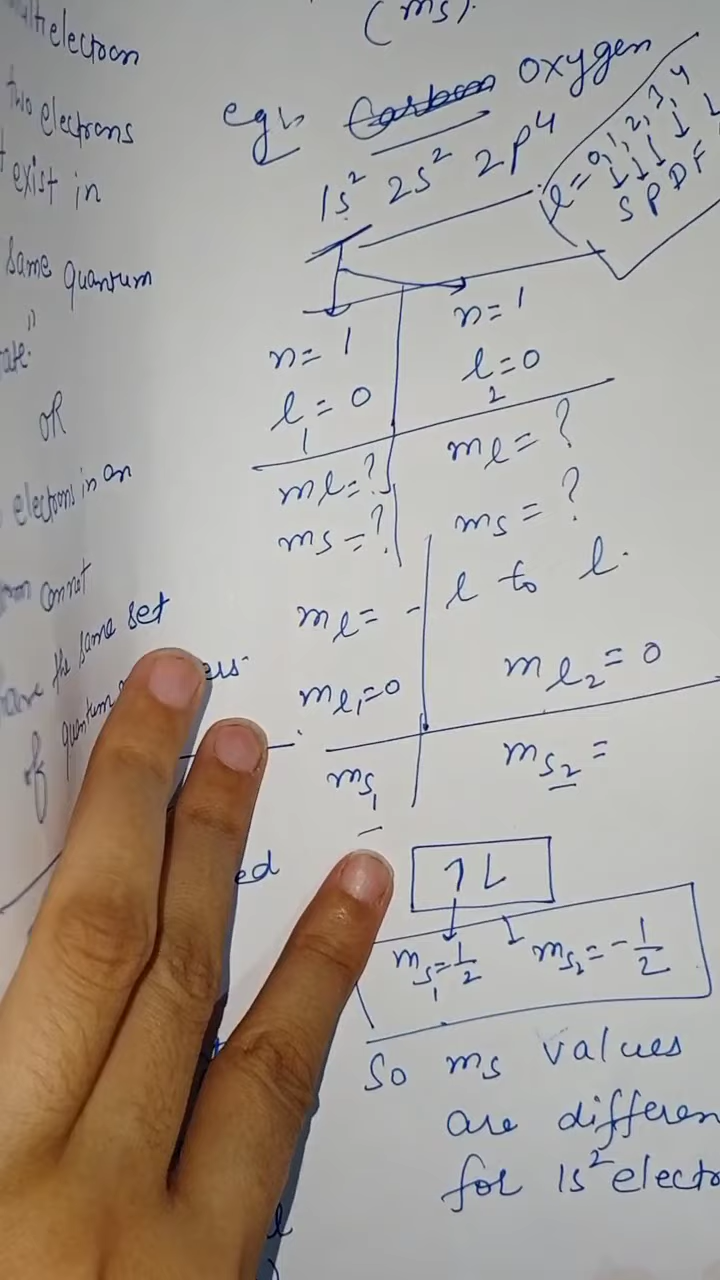 electron
two electrons
exist in
same quantum
OR
electrons in an
cannot
the same set
of
ed
(ms).
eg:- Carbon Oxygen
1s² 2s² 2p⁴
l = 0, 1, 2, 3, 4
↓ ↓ ↓ ↓ ↓
S P D F
n = 1 n = 1
l₁ = 0 l₂ = 0
ml = ? ml = ?
ms = ? ms = ?
ml = - l to l.
ml₁ = 0 ml₂ = 0
ms₁ ms₂ =
↿⇂
ms₁ = 1/2 ms₂ = - 1/2
So ms values
are differen
for 1s² electro